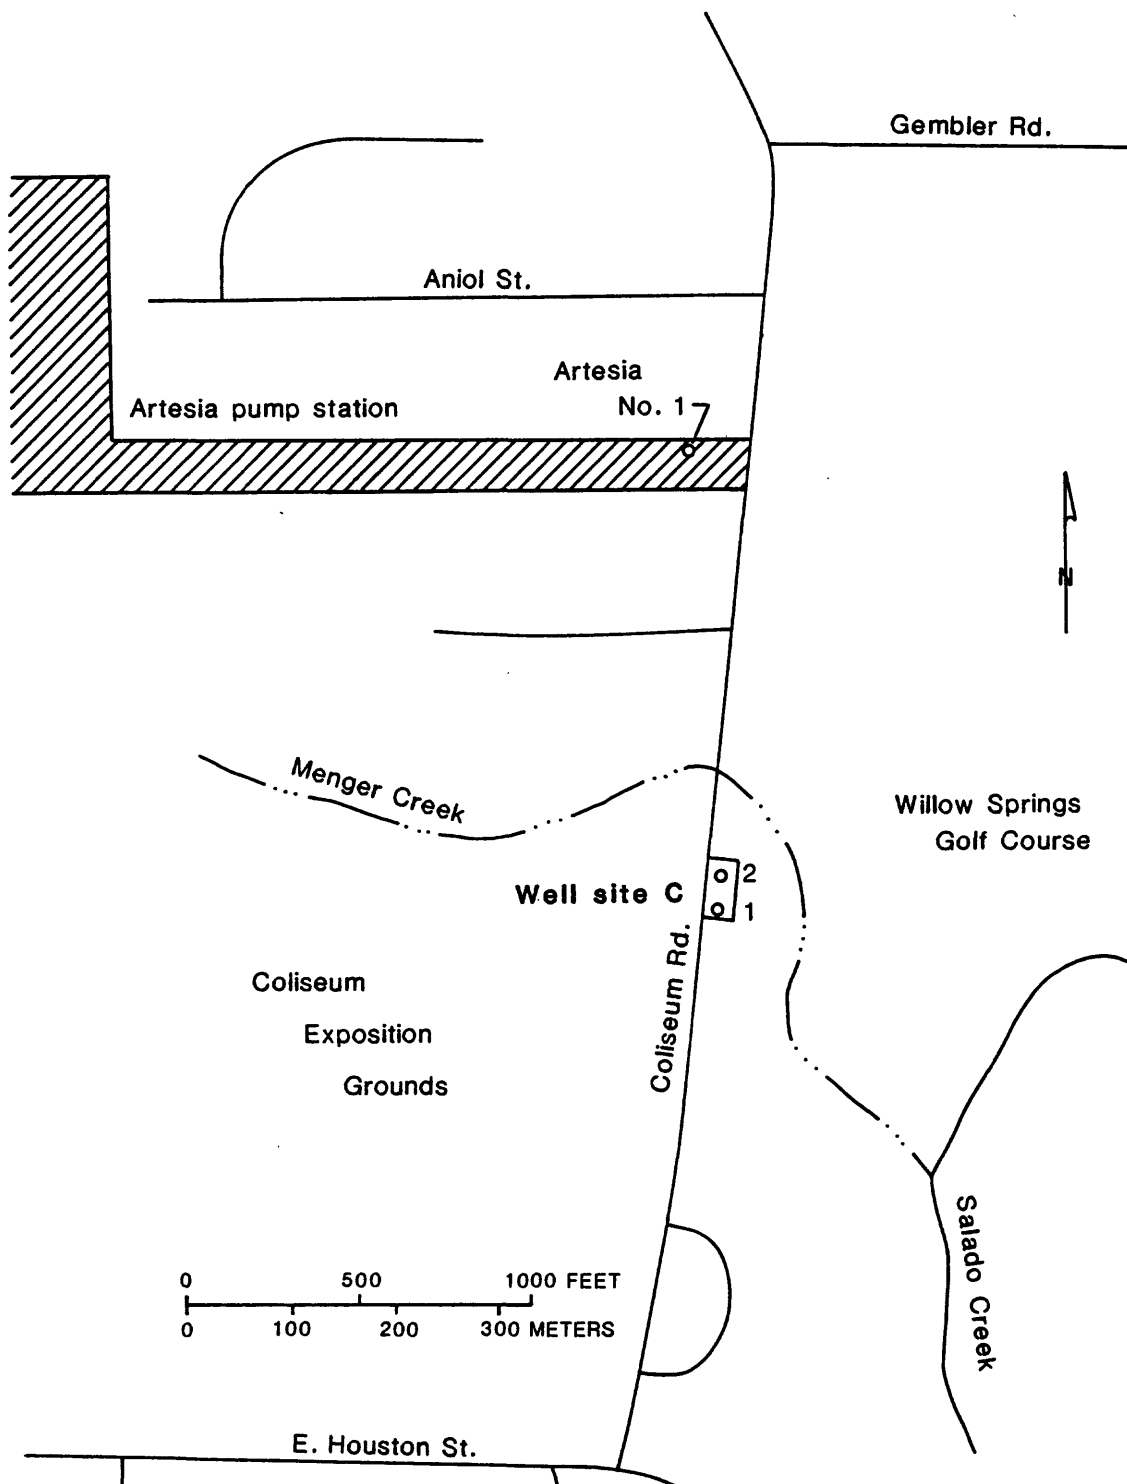 Gembler Rd.
Aniol St.
Artesia
No. 1
Artesia pump station
N
Menger Creek
Willow Springs
Golf Course
Well site C
2
1
Coliseum Rd.
Coliseum
Exposition
Grounds
Salado Creek
0 500 1000 FEET
0 100 200 300 METERS
E. Houston St.